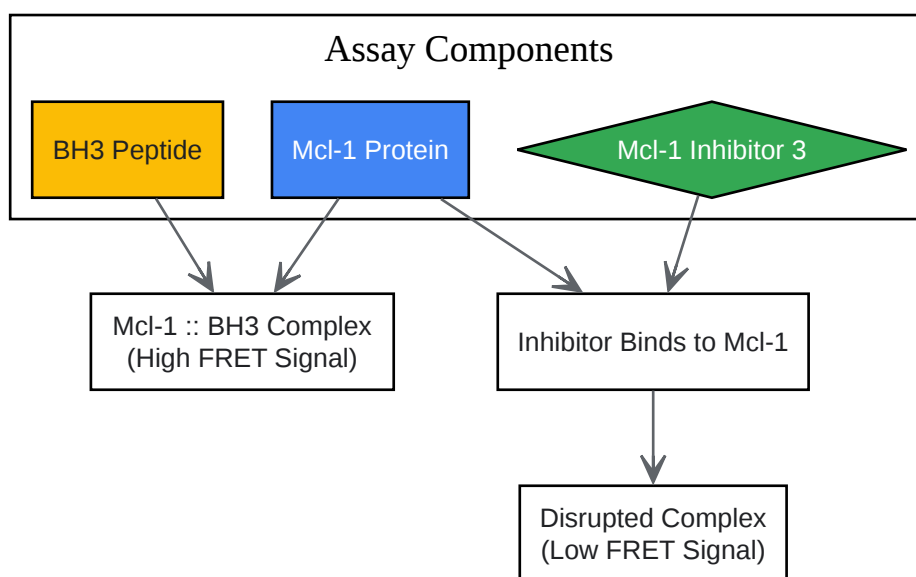 Assay Components
BH3 Peptide
Mcl-1 Protein
Mcl-1 Inhibitor 3
Mcl-1 :: BH3 Complex
(High FRET Signal)
Inhibitor Binds to Mcl-1
Disrupted Complex
(Low FRET Signal)